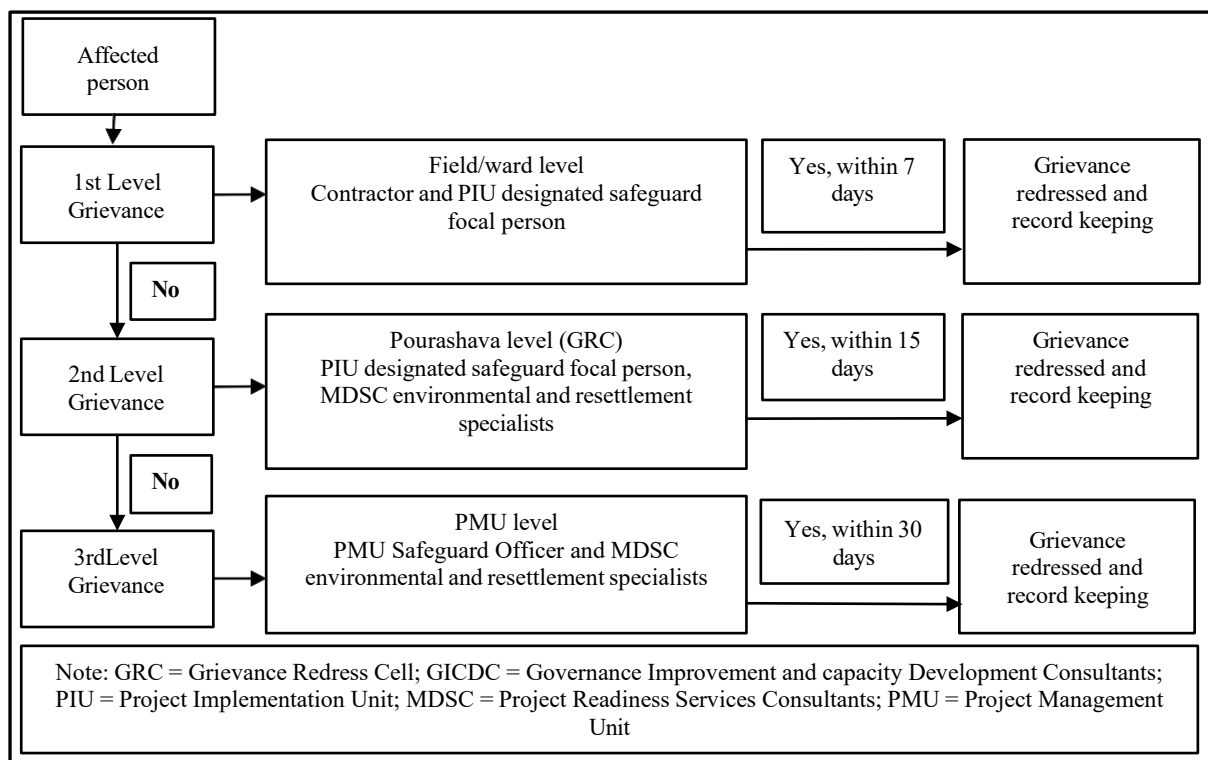 Affected
person
1st Level
Grievance
Field/ward level
Contractor and PIU designated safeguard
focal person
Yes, within 7
days
Grievance
redressed and
record keeping
No
2nd Level
Grievance
Pourashava level (GRC)
PIU designated safeguard focal person,
MDSC environmental and resettlement
specialists
Yes, within 15
days
Grievance
redressed and
record keeping
No
3rdLevel
Grievance
PMU level
PMU Safeguard Officer and MDSC
environmental and resettlement specialists
Yes, within 30
days
Grievance
redressed and
record keeping
Note: GRC = Grievance Redress Cell; GICDC = Governance Improvement and capacity Development Consultants;
PIU = Project Implementation Unit; MDSC = Project Readiness Services Consultants; PMU = Project Management
Unit